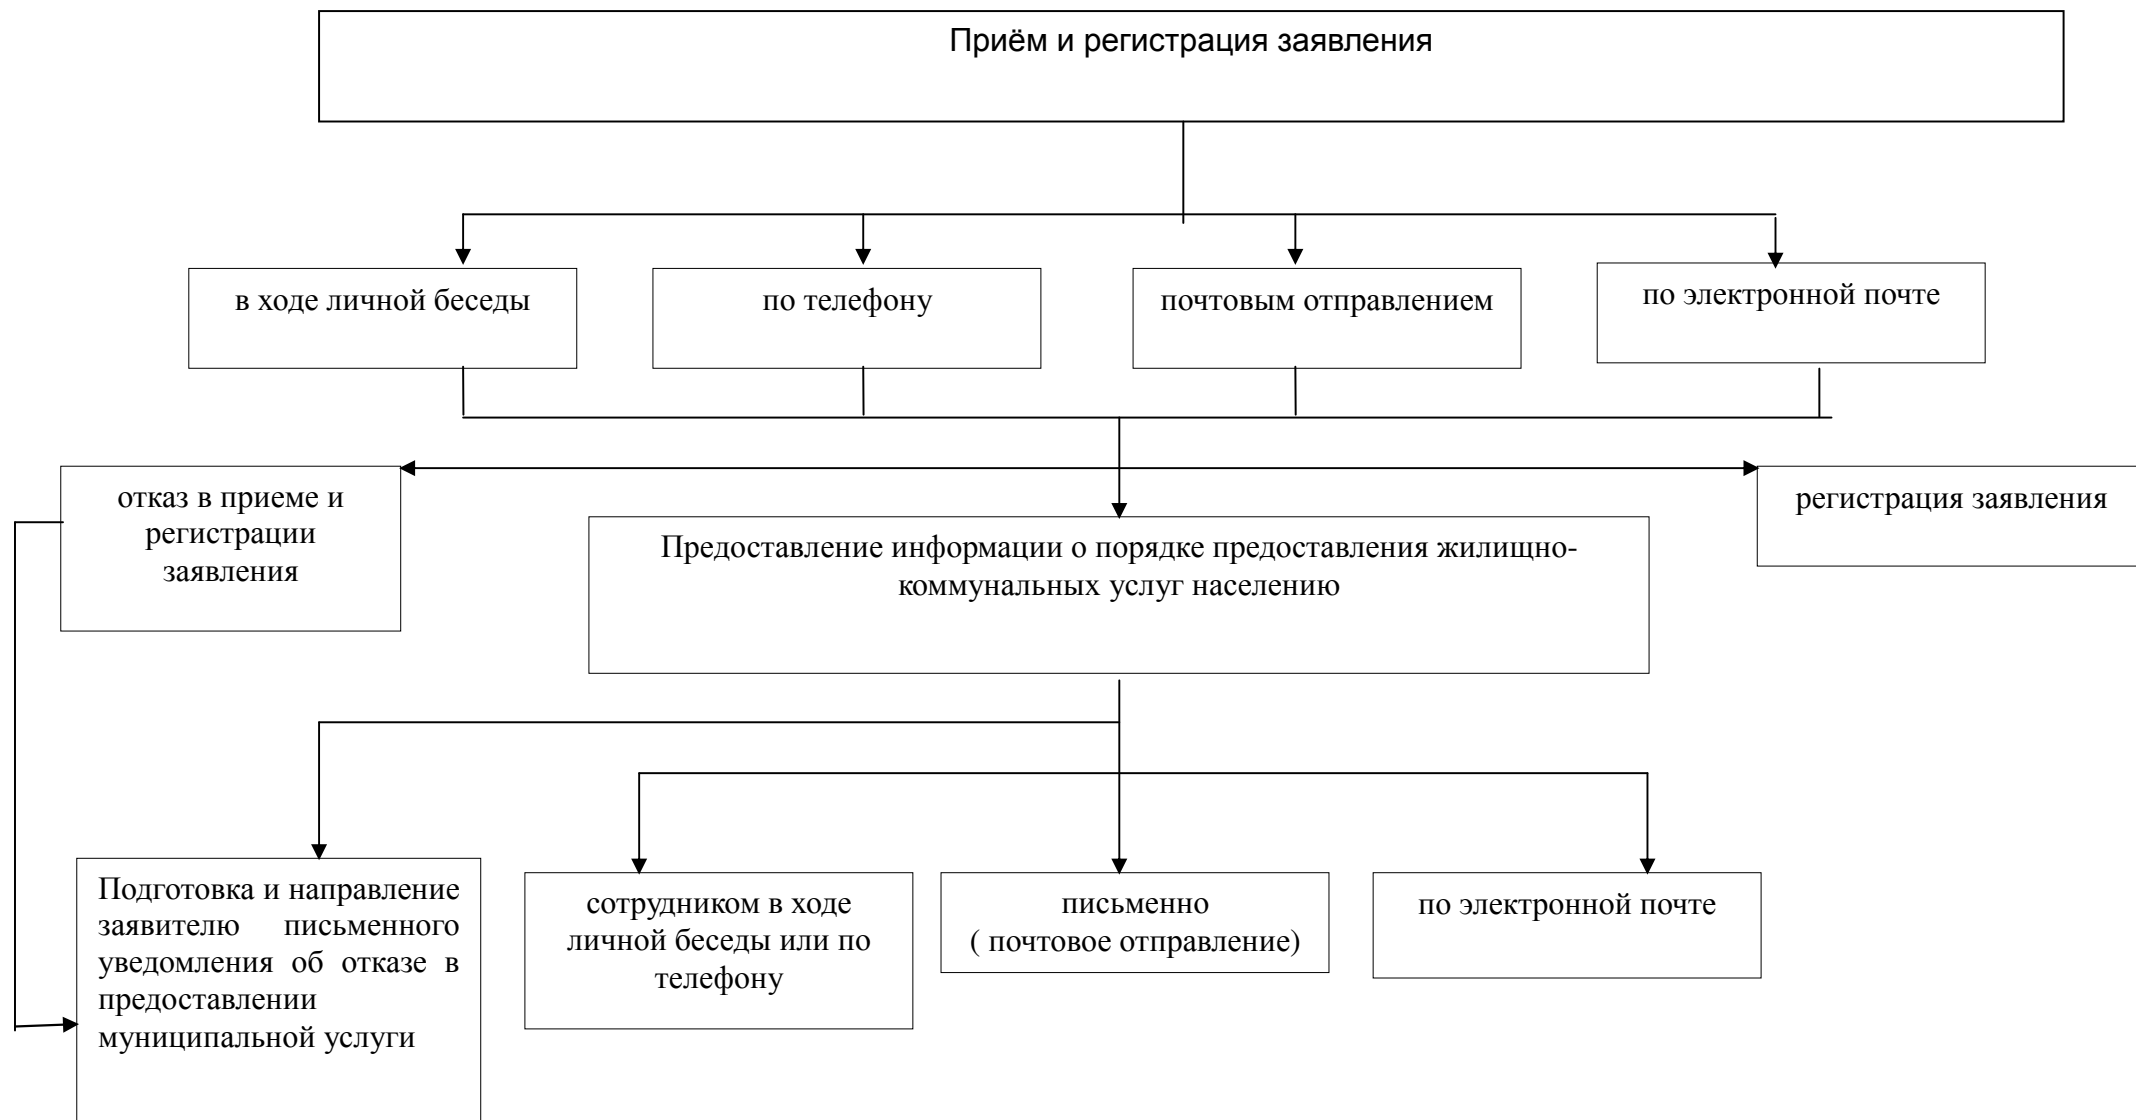 Приём и регистрация заявления
в ходе личной беседы
по телефону
почтовым отправлением
по электронной почте
отказ в приеме и
регистрации
заявления
Предоставление информации о порядке предоставления жилищно-
коммунальных услуг населению
регистрация заявления
Подготовка и направление
заявителю письменного
уведомления об отказе в
предоставлении
муниципальной услуги
сотрудником в ходе
личной беседы или по
телефону
письменно
( почтовое отправление)
по электронной почте